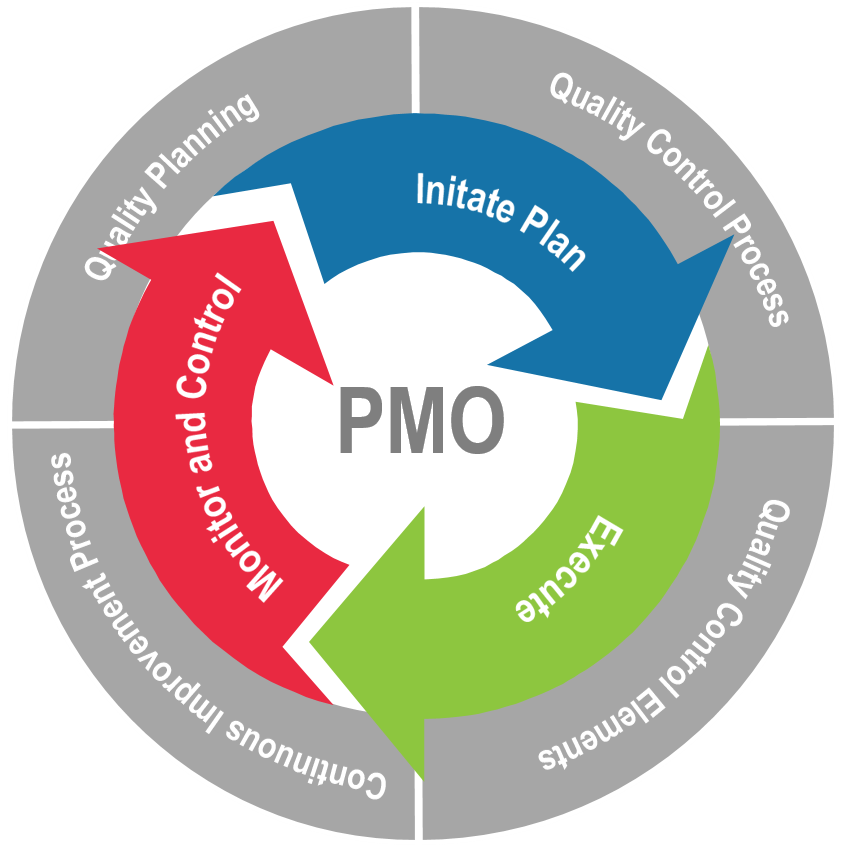 Quality Planning
Quality Control Process
Initate Plan
Monitor and Control
PMO
Execute
Continuous Improvement Process
Quality Control Elements